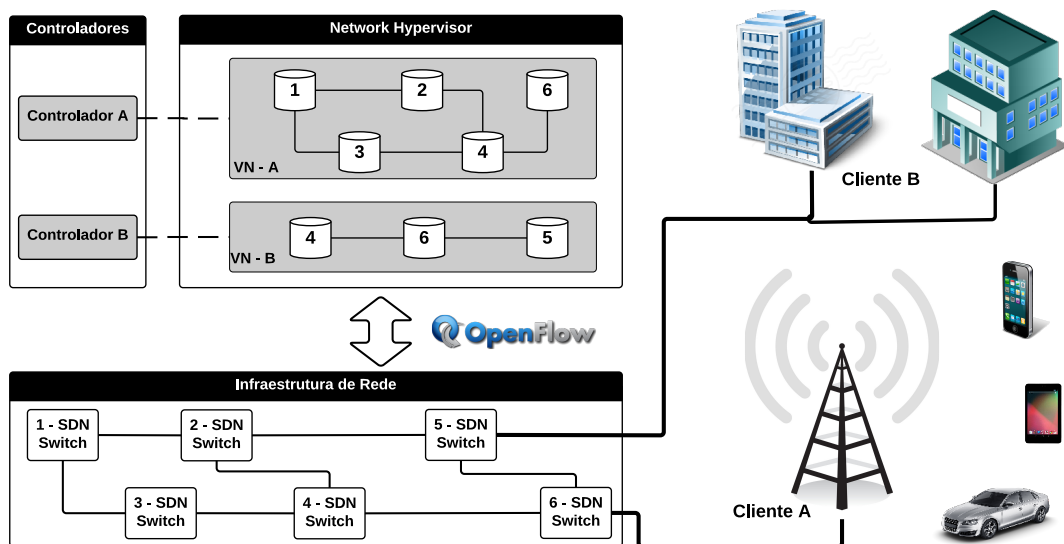 Controladores
Controlador A
Controlador B
Network Hypervisor
1
2
6
3
4
VN - A
4
6
5
VN - B
OpenFlow
Infraestrutura de Rede
1 - SDN
Switch
2 - SDN
Switch
5 - SDN
Switch
3 - SDN
Switch
4 - SDN
Switch
6 - SDN
Switch
Cliente B
Cliente A